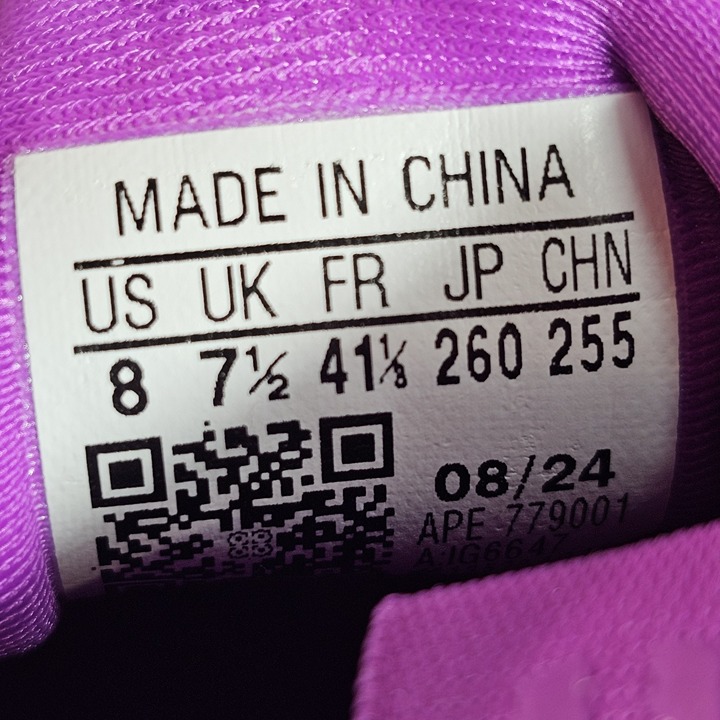 MADE IN CHINA
US UK FR JP CHN
8 7½ 41⅓ 260 255
08/24
APE 779001